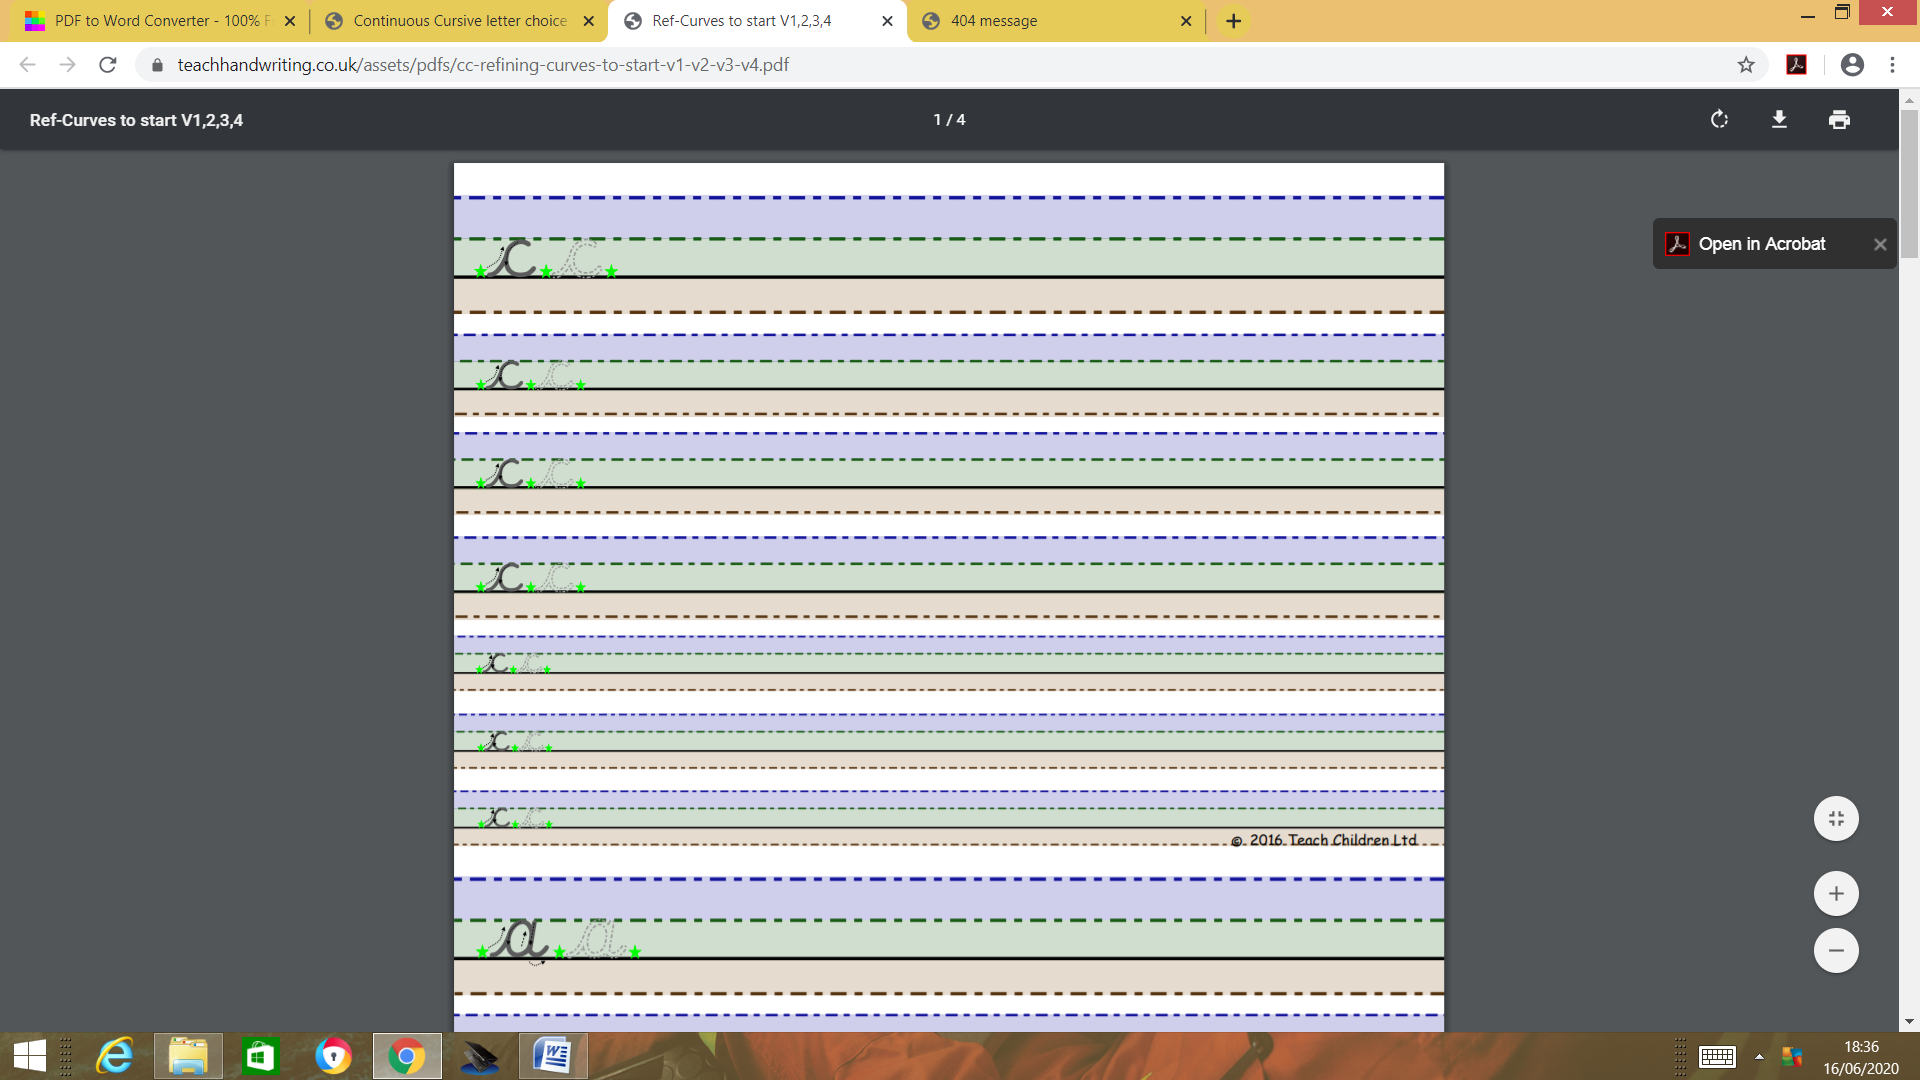 PDF to Word Converter - 100% F
Continuous Cursive letter choice
Ref-Curves to start V1,2,3,4
404 message
teachhandwriting.co.uk/assets/pdfs/cc-refining-curves-to-start-v1-v2-v3-v4.pdf
Ref-Curves to start V1,2,3,4
1 / 4
Open in Acrobat
c c
c c
c c
c c
c c
c c
c c
© 2016 Teach Children Ltd
a a
18:36
16/06/2020